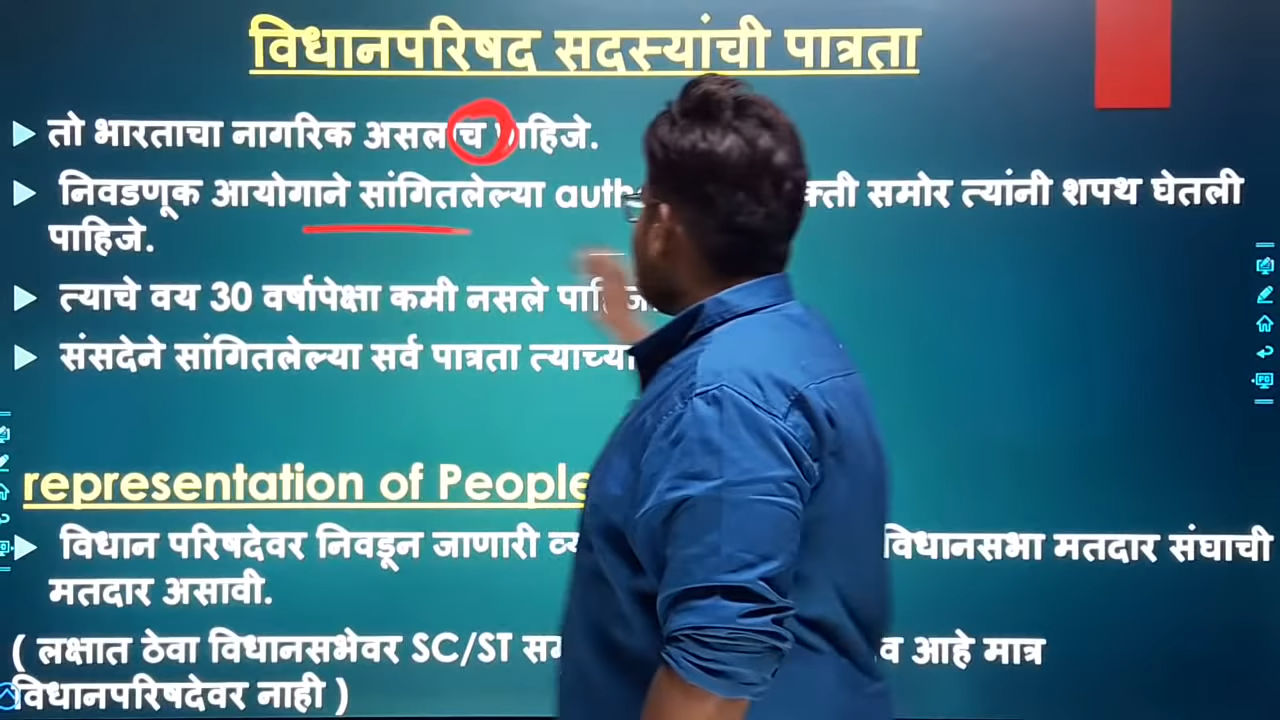 विधानपरिषद सदस्यांची पात्रता
तो भारताचा नागरिक असलाच पाहिजे.
निवडणूक आयोगाने सांगितलेल्या समोर त्यांनी शपथ घेतली
पाहिजे.
त्याचे वय 30 वर्षापेक्षा कमी नसले पाहिजे
संसदेने सांगितलेल्या सर्व पात्रता त्याच्या
representation of People
विधान परिषदेवर निवडून जाणारी विधानसभा मतदार संघाची
मतदार असावी.
( लक्षात ठेवा विधानसभेवर SC/ST आहे मात्र
विधानपरिषदेवर नाही )